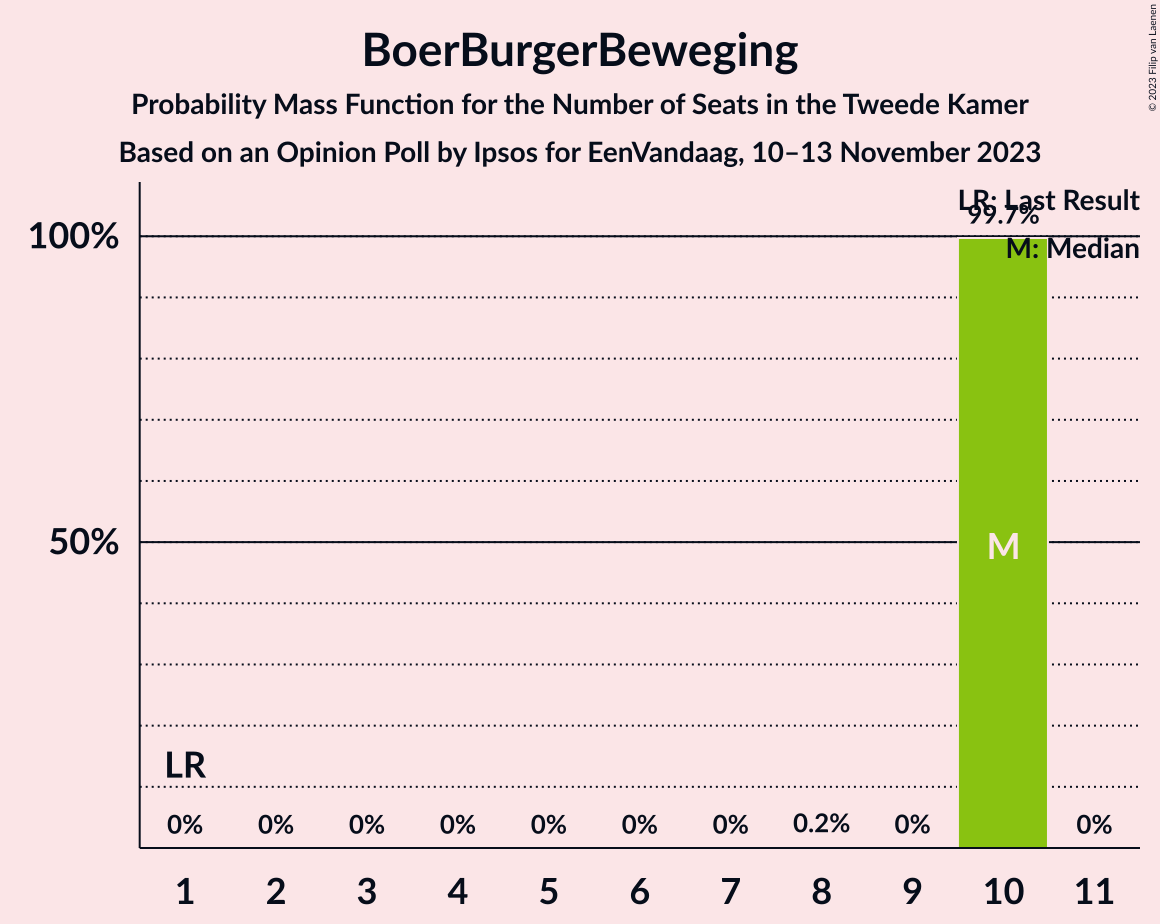 BoerBurgerBeweging
Probability Mass Function for the Number of Seats in the Tweede Kamer
Based on an Opinion Poll by Ipsos for EenVandaag, 10–13 November 2023
© 2023 Filip van Laenen
LR: Last Result
99.7%
100%
M: Median
50%
M
LR
0% 0% 0% 0% 0% 0% 0% 0.2% 0% 0%
1 2 3 4 5 6 7 8 9 10 11